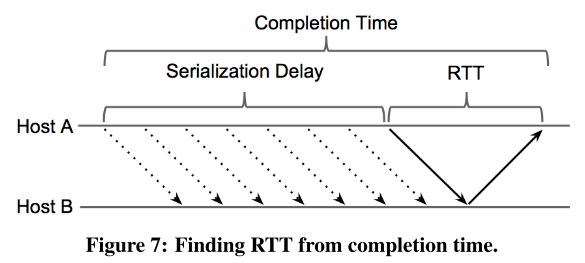 Completion Time
Serialization Delay
RTT
Host A
Host B
Figure 7: Finding RTT from completion time.